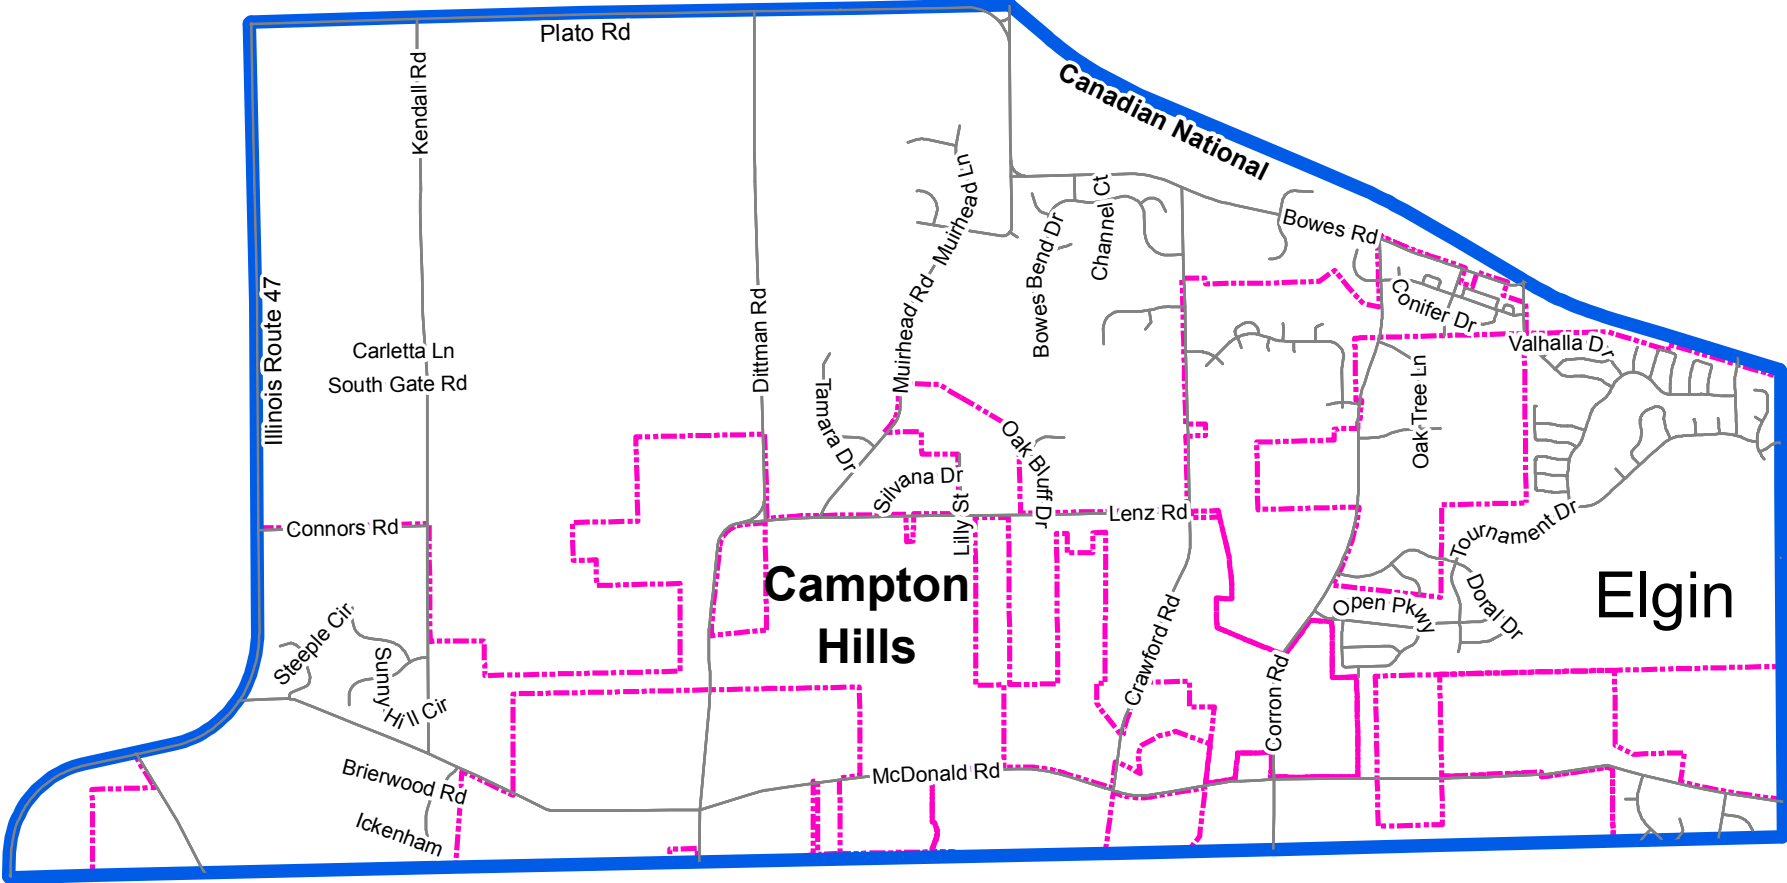 Plato Rd
Kendall Rd
Canadian National
Muirhead Ln
Channel Ct
Bowes Bend Dr
Bowes Rd
Illinois Route 47
Dittman Rd
Muirhead Rd
Conifer Dr
Valhalla Dr
Carletta Ln
South Gate Rd
Tamara Dr
Oak Tree Ln
Oak Bluff Dr
Silvana Dr
Lilly St
Lenz Rd
Connors Rd
Tournament Dr
Campton
Hills
Elgin
Doral Dr
Open Pkwy
Steeple Cir
Sunny
Hill Cir
Crawford Rd
Corron Rd
Brierwood Rd
McDonald Rd
Ickenham